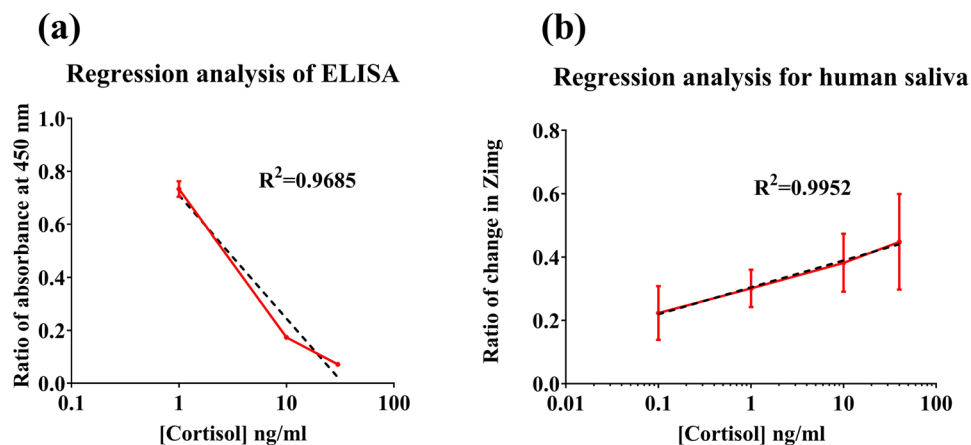 (a)
Regression analysis of ELISA
Ratio of absorbance at 450 nm
1.0
0.8
0.6
0.4
0.2
0.0
R²=0.9685
0.1 1 10 100
[Cortisol] ng/ml
(b)
Regression analysis for human saliva
Ratio of change in Zimg
0.8
0.6
0.4
0.2
0.0
R²=0.9952
0.01 0.1 1 10 100
[Cortisol] ng/ml